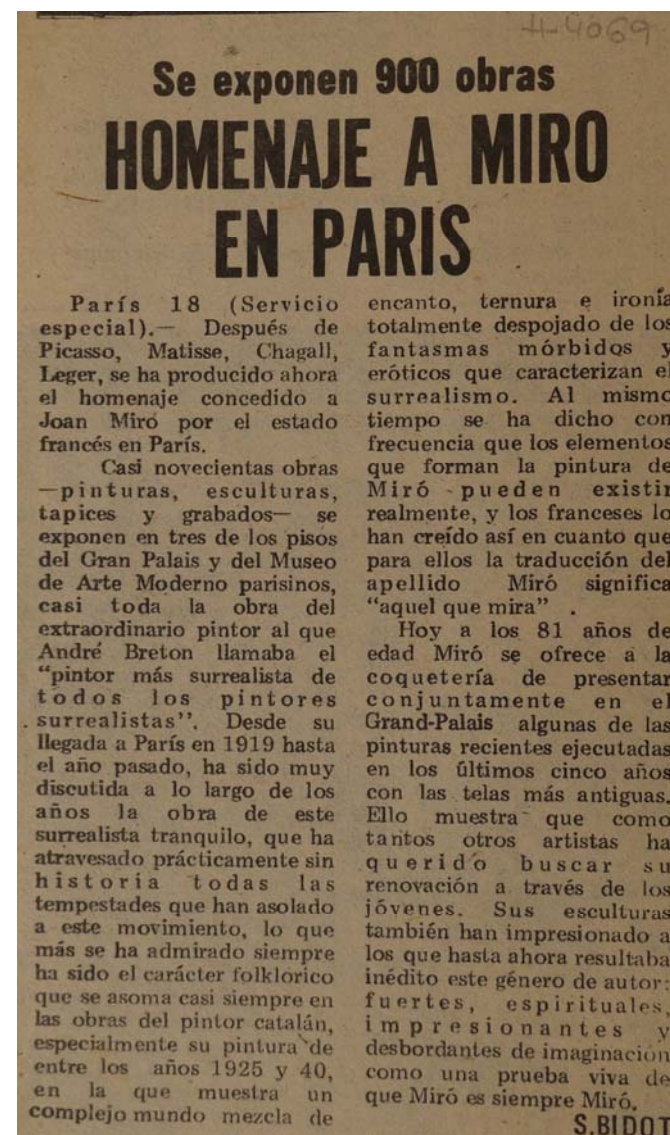 H-4069
Se exponen 900 obras
HOMENAJE A MIRO
EN PARIS
París 18 (Servicio
especial).— Después de
Picasso, Matisse, Chagall,
Leger, se ha producido ahora
el homenaje concedido a
Joan Miró por el estado
francés en París.
Casi novecientas obras
—pinturas, esculturas,
tapices y grabados— se
exponen en tres de los pisos
del Gran Palais y del Museo
de Arte Moderno parisinos,
casi toda la obra del
extraordinario pintor al que
André Breton llamaba el
“pintor más surrealista de
todos los pintores
surrealistas”. Desde su
llegada a París en 1919 hasta
el año pasado, ha sido muy
discutida a lo largo de los
años la obra de este
surrealista tranquilo, que ha
atravesado prácticamente sin
historia todas las
tempestades que han asolado
a este movimiento, lo que
más se ha admirado siempre
ha sido el carácter folklorico
que se asoma casi siempre en
las obras del pintor catalán,
especialmente su pintura de
entre los años 1925 y 40,
en la que muestra un
complejo mundo mezcla de
encanto, ternura e ironía
totalmente despojado de los
fantasmas mórbidos y
eróticos que caracterizan el
surrealismo. Al mismo
tiempo se ha dicho con
frecuencia que los elementos
que forman la pintura de
Miró pueden existir
realmente, y los franceses lo
han creído así en cuanto que
para ellos la traducción del
apellido Miró significa
“aquel que mira” .
Hoy a los 81 años de
edad Miró se ofrece a la
coquetería de presentar
conjuntamente en el
Grand-Palais algunas de las
pinturas recientes ejecutadas
en los últimos cinco años
con las telas más antiguas.
Ello muestra que como
tantos otros artistas ha
querido buscar su
renovación a través de los
jóvenes. Sus esculturas
también han impresionado a
los que hasta ahora resultaba
inédito este género de autor:
fuertes, espirituales,
impresionantes y
desbordantes de imaginación
como una prueba viva de
que Miró es siempre Miró.
S.BIDOT